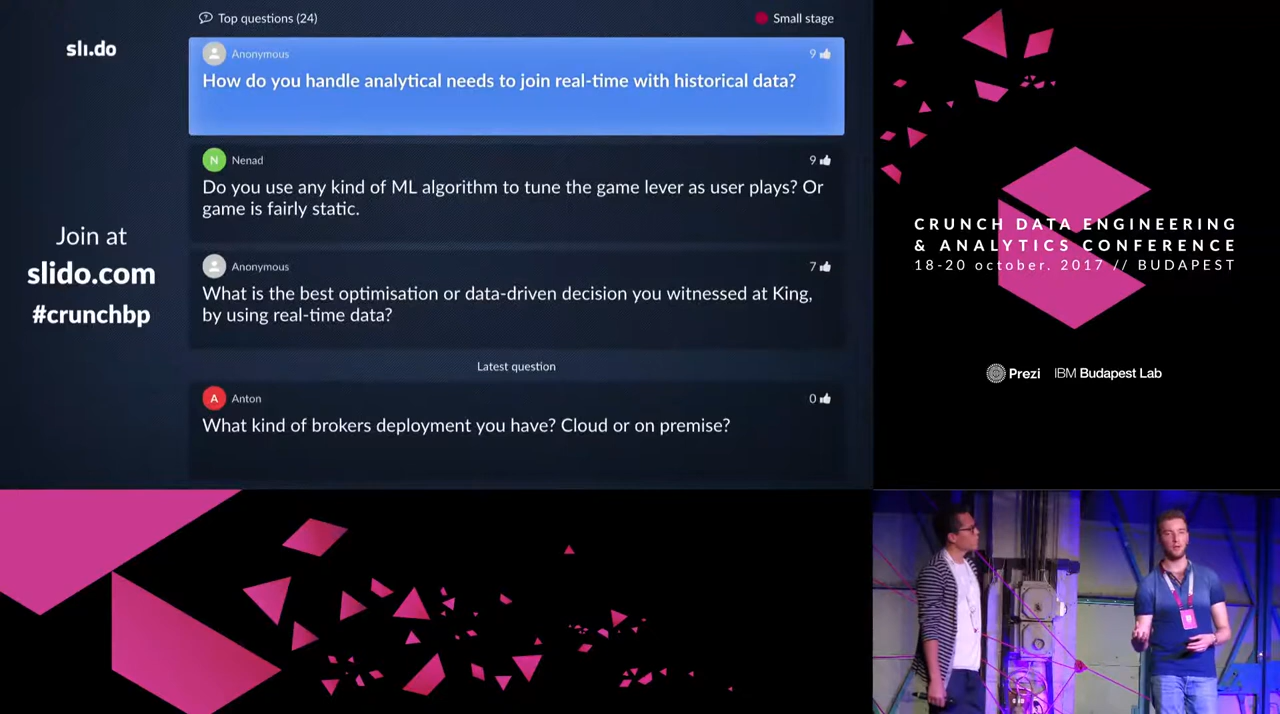 sli.do
Join at
slido.com
#crunchbp
Top questions (24)
Small stage
Anonymous
9
How do you handle analytical needs to join real-time with historical data?
N
Nenad
9
Do you use any kind of ML algorithm to tune the game lever as user plays? Or
game is fairly static.
Anonymous
7
What is the best optimisation or data-driven decision you witnessed at King,
by using real-time data?
Latest question
A
Anton
0
What kind of brokers deployment you have? Cloud or on premise?
CRUNCH DATA ENGINEERING
& ANALYTICS CONFERENCE
18-20 october. 2017 // BUDAPEST
Prezi IBM Budapest Lab